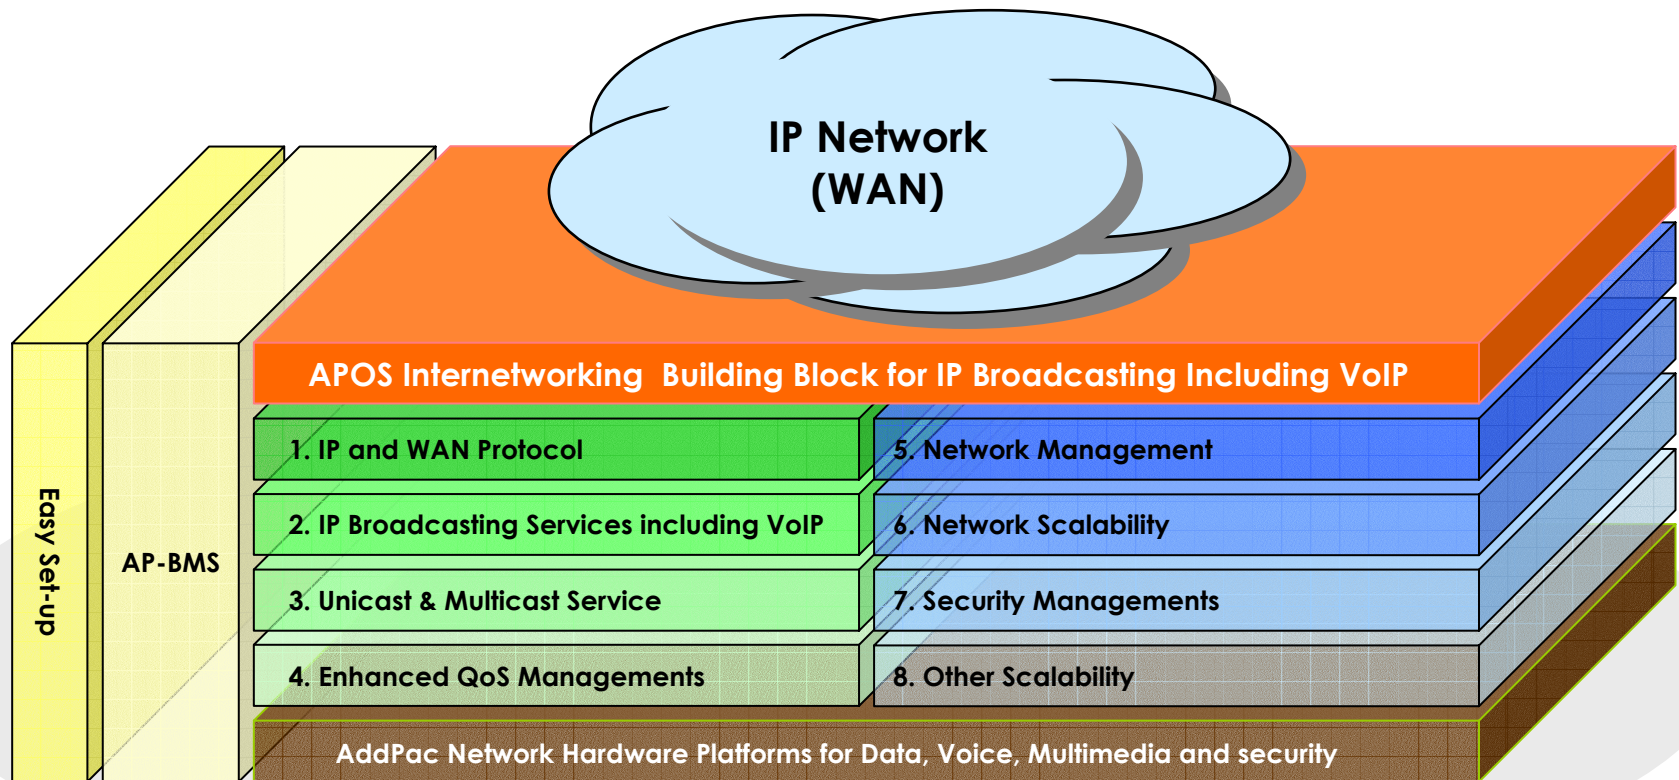 IP Network
(WAN)
APOS Internetworking Building Block for IP Broadcasting Including VoIP
1. IP and WAN Protocol
2. IP Broadcasting Services including VoIP
3. Unicast & Multicast Service
4. Enhanced QoS Managements
5. Network Management
6. Network Scalability
7. Security Managements
8. Other Scalability
Easy Set-up
AP-BMS
AddPac Network Hardware Platforms for Data, Voice, Multimedia and security